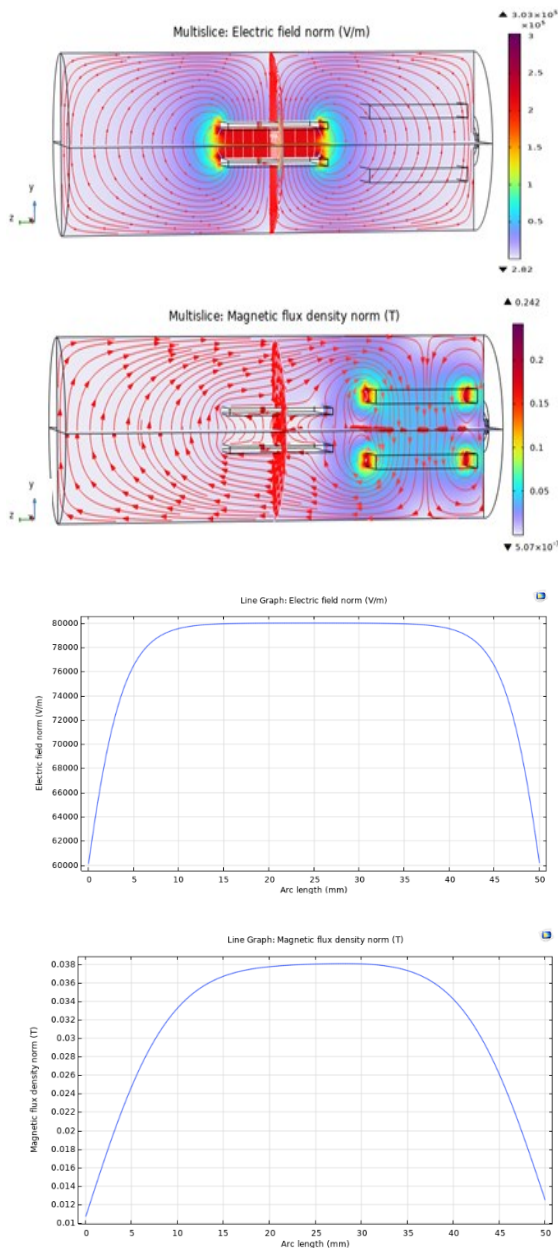 ▲ 3.03×10⁶
Multislice: Electric field norm (V/m)
×10⁶
3
2.5
2
1.5
1
0.5
y
z
▼ 2.82
▲ 0.242
Multislice: Magnetic flux density norm (T)
0.2
0.15
0.1
0.05
y
z
Line Graph: Electric field norm (V/m)
80000
78000
76000
74000
72000
70000
68000
66000
64000
62000
60000
Electric field norm (V/m)
0 5 10 15 20 25 30 35 40 45 50
Arc length (mm)
Line Graph: Magnetic flux density norm (T)
0.038
0.036
0.034
0.032
0.03
0.028
0.026
0.024
0.022
0.02
0.018
0.016
0.014
0.012
0.01
Magnetic flux density norm (T)
0 5 10 15 20 25 30 35 40 45 50
Arc length (mm)